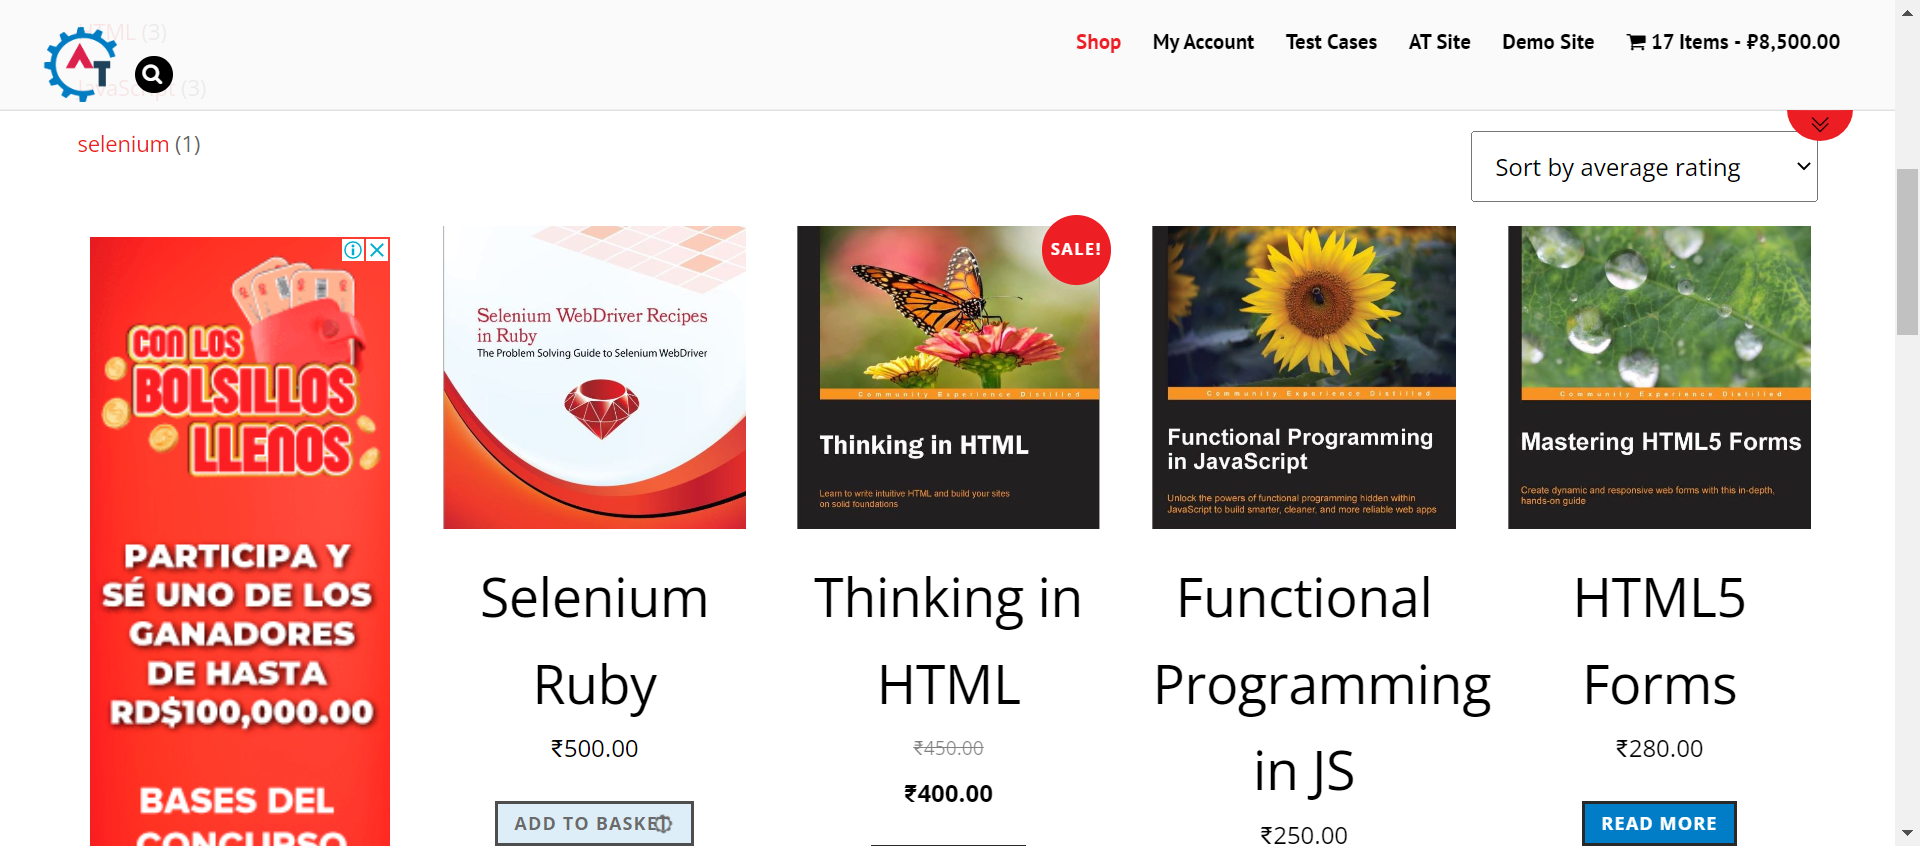 HTML (3)
JavaScript (3)
AT
Shop
My Account
Test Cases
AT Site
Demo Site
17 Items - ₽8,500.00
selenium (1)
Sort by average rating
CON LOS
BOLSILLOS
LLENOS
PARTICIPA Y
SÉ UNO DE LOS
GANADORES
DE HASTA
RD$100,000.00
BASES DEL
CONCURSO
Selenium WebDriver Recipes
in Ruby
The Problem Solving Guide to Selenium WebDriver
Selenium
Ruby
₹500.00
ADD TO BASKET
SALE!
Community Experience Distilled
Thinking in HTML
Learn to write intuitive HTML and build your sites
on solid foundations
Thinking in
HTML
₹450.00
₹400.00
Community Experience Distilled
Functional Programming
in JavaScript
Unlock the powers of functional programming hidden within
JavaScript to build smarter, cleaner, and more reliable web apps
Functional
Programming
in JS
₹250.00
Community Experience Distilled
Mastering HTML5 Forms
Create dynamic and responsive web forms with this in-depth,
hands-on guide
HTML5
Forms
₹280.00
READ MORE